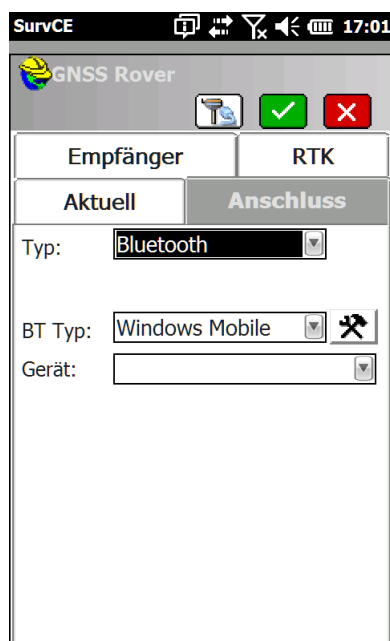 SurvCE 17:01
GNSS Rover
Empfänger RTK
Aktuell Anschluss
Typ: Bluetooth
BT Typ: Windows Mobile
Gerät: